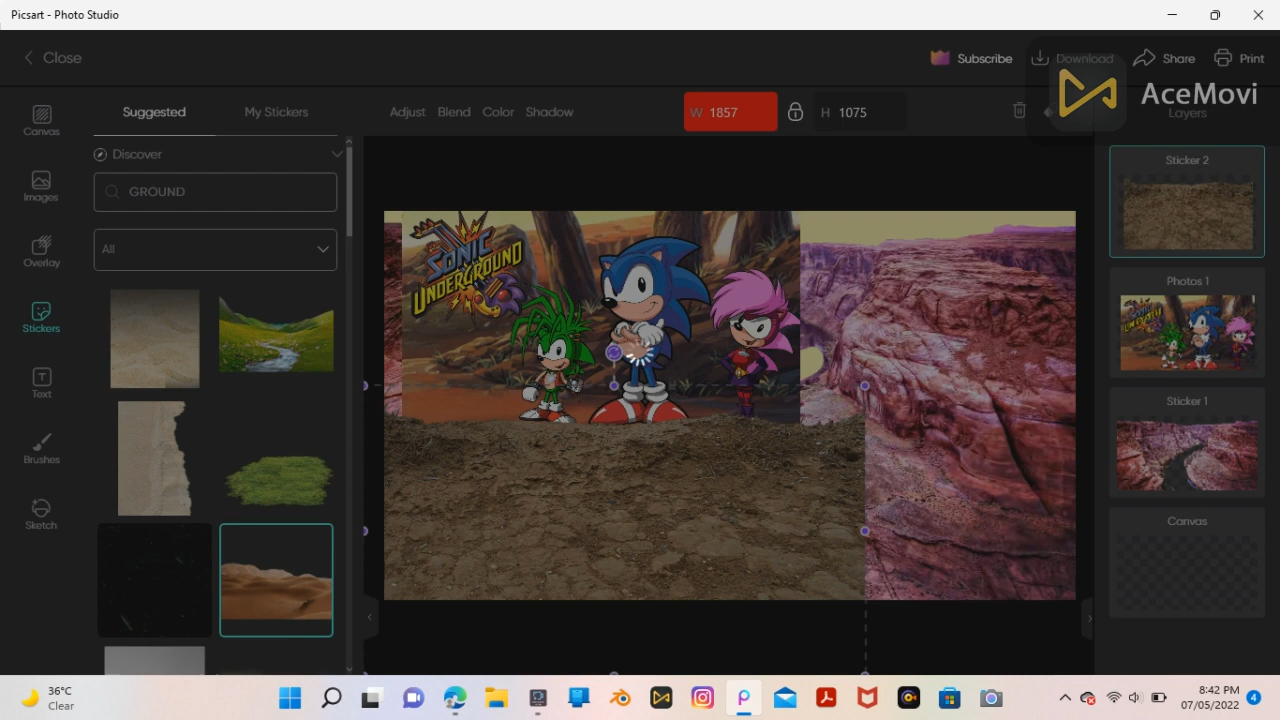 Picsart - Photo Studio
Close
Subscribe
Download
Share
Print
AceMovi
Canvas
Images
Overlay
Stickers
Text
Brushes
Sketch
Suggested
My Stickers
Discover
GROUND
All
Adjust
Blend
Color
Shadow
W 1857
H 1075
Layers
SONIC
UNDERGROUND
Sticker 2
Photos 1
SONIC
UNDERGROUND
Sticker 1
Canvas
36°C
Clear
8:42 PM
07/05/2022
4